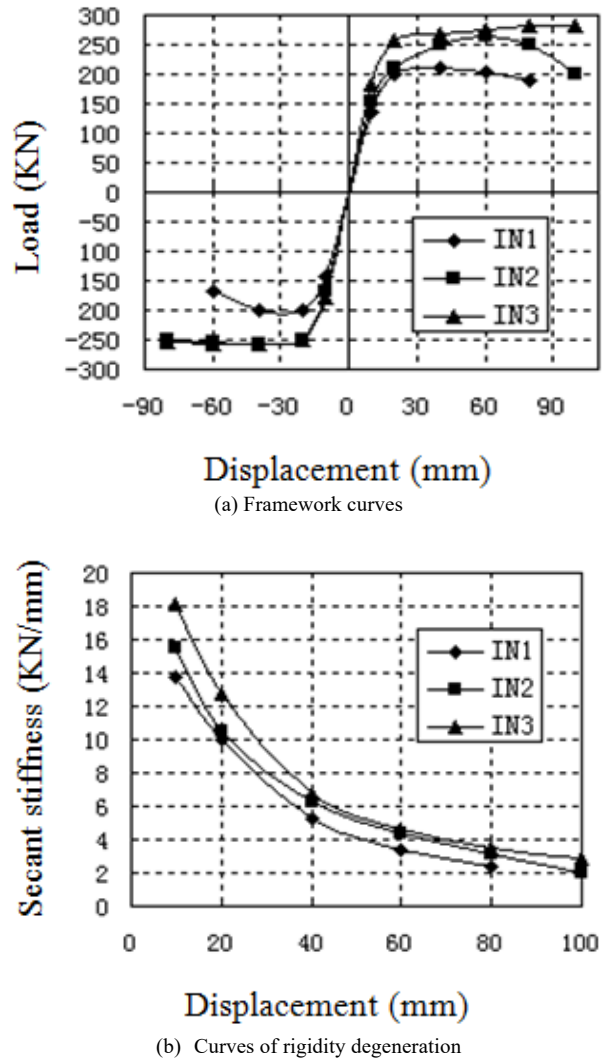 300
250
200
150
100
50
0
-50
100
150
200
-250
-300
Load (KN)
IN1
IN2
IN3
-90 -60 -30 0 30 60 90
Displacement (mm)
(a) Framework curves
20
18
16
14
12
10
8
6
4
2
0
Secant stiffness (KN/mm)
IN1
IN2
IN3
0 20 40 60 80 100
Displacement (mm)
(b) Curves of rigidity degeneration